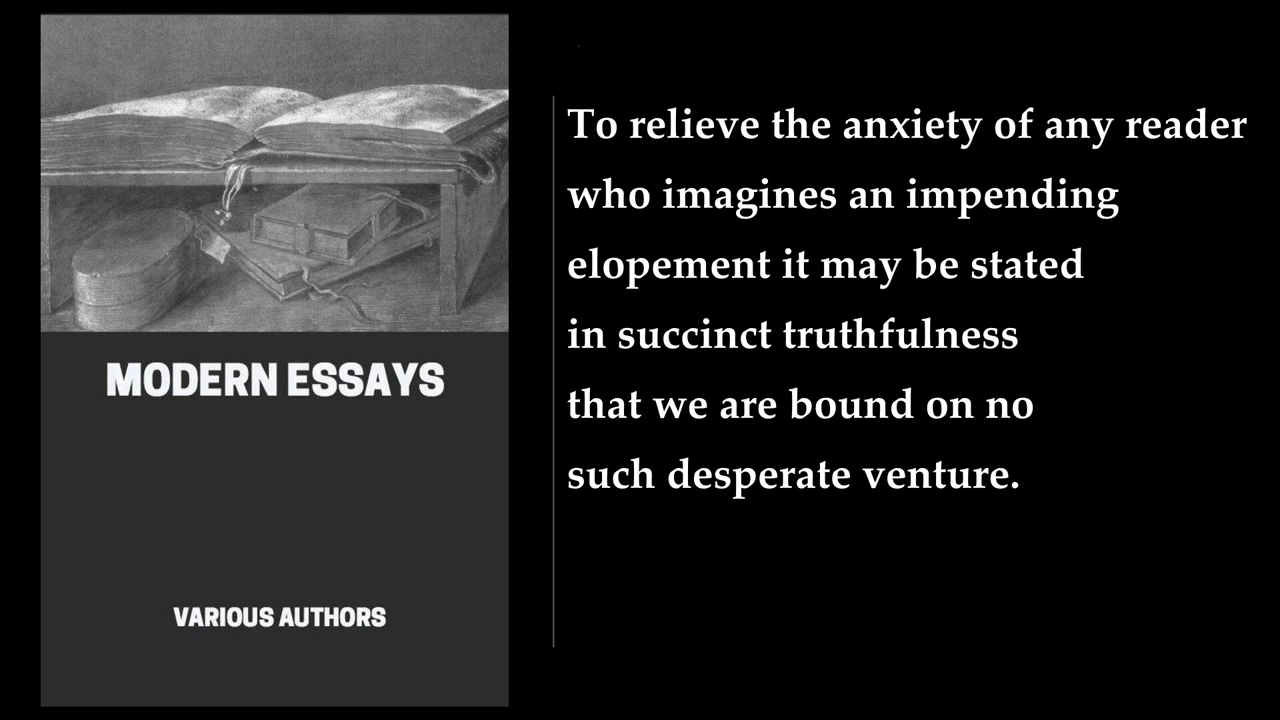 MODERN ESSAYS
VARIOUS AUTHORS
To relieve the anxiety of any reader
who imagines an impending
elopement it may be stated
in succinct truthfulness
that we are bound on no
such desperate venture.